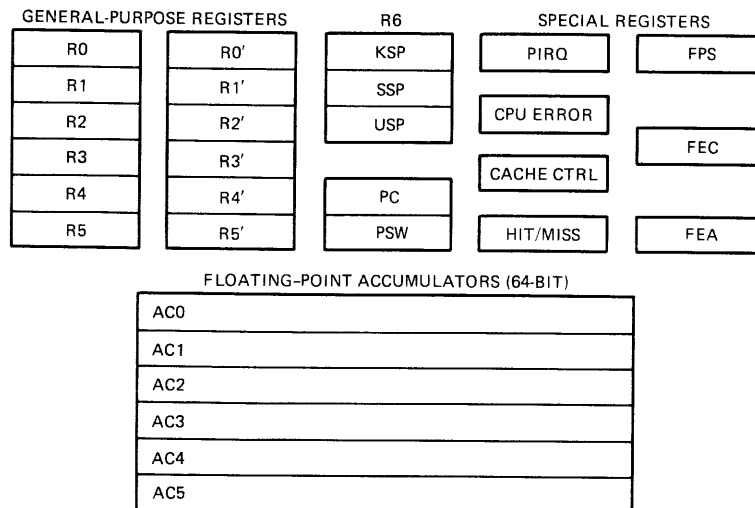 GENERAL-PURPOSE REGISTERS R6 SPECIAL REGISTERS
R0 R0′ KSP PIRQ FPS
R1 R1′ SSP
R2 R2′ USP CPU ERROR
R3 R3′ FEC
CACHE CTRL
R4 R4′ PC
R5 R5′ PSW HIT/MISS FEA
FLOATING-POINT ACCUMULATORS (64-BIT)
AC0
AC1
AC2
AC3
AC4
AC5